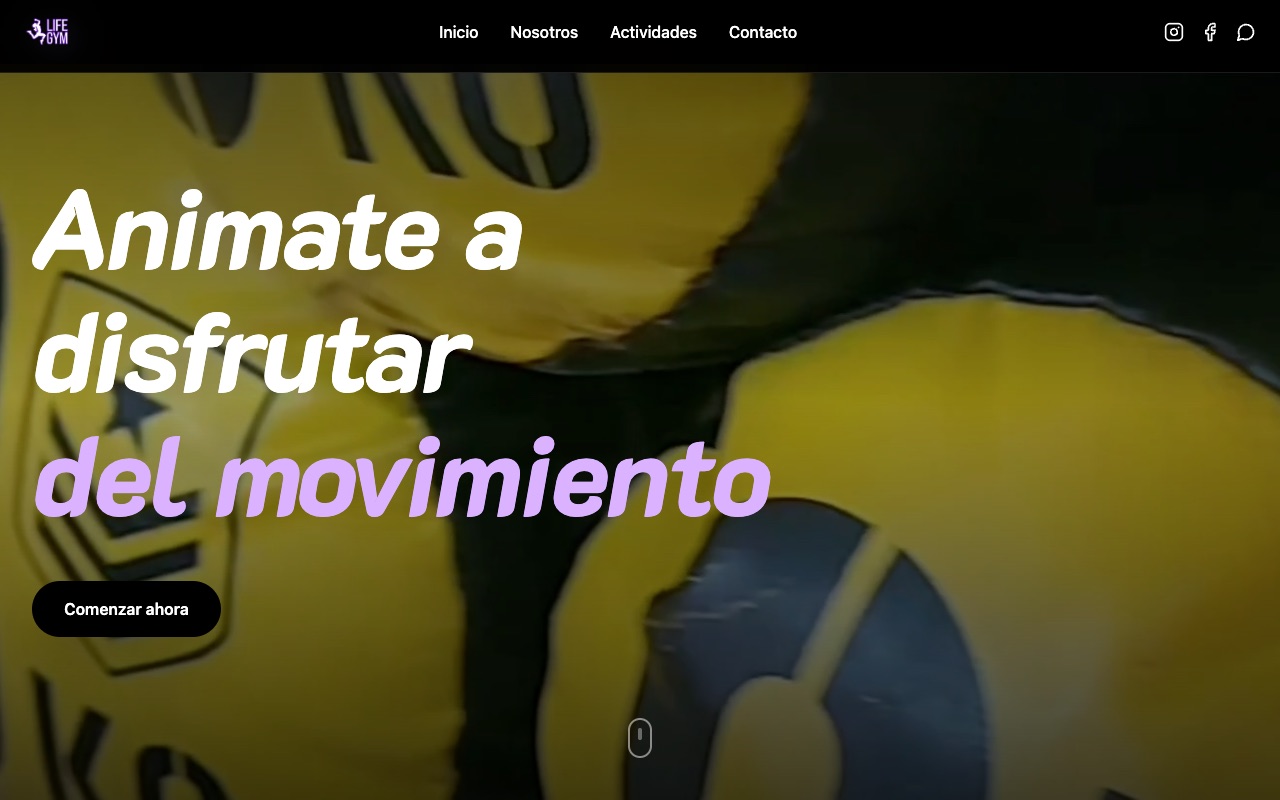 LIFE
GYM
Inicio
Nosotros
Actividades
Contacto
Animate a
disfrutar
del movimiento
Comenzar ahora